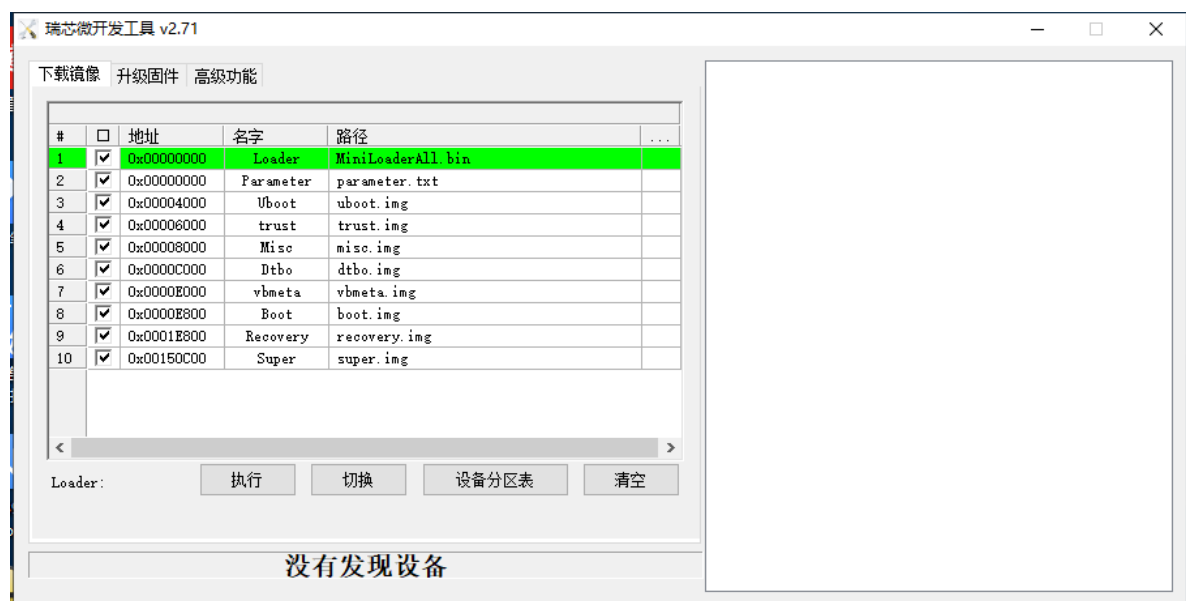 瑞芯微开发工具 v2.71
下载镜像 升级固件 高级功能
# 地址 名字 路径 ...
1 0x00000000 Loader MiniLoaderAll.bin
2 0x00000000 Parameter parameter.txt
3 0x00004000 Uboot uboot.img
4 0x00006000 trust trust.img
5 0x00008000 Misc misc.img
6 0x0000C000 Dtbo dtbo.img
7 0x0000E000 vbmeta vbmeta.img
8 0x0000E800 Boot boot.img
9 0x0001E800 Recovery recovery.img
10 0x00150C00 Super super.img
Loader: 执行 切换 设备分区表 清空
没有发现设备